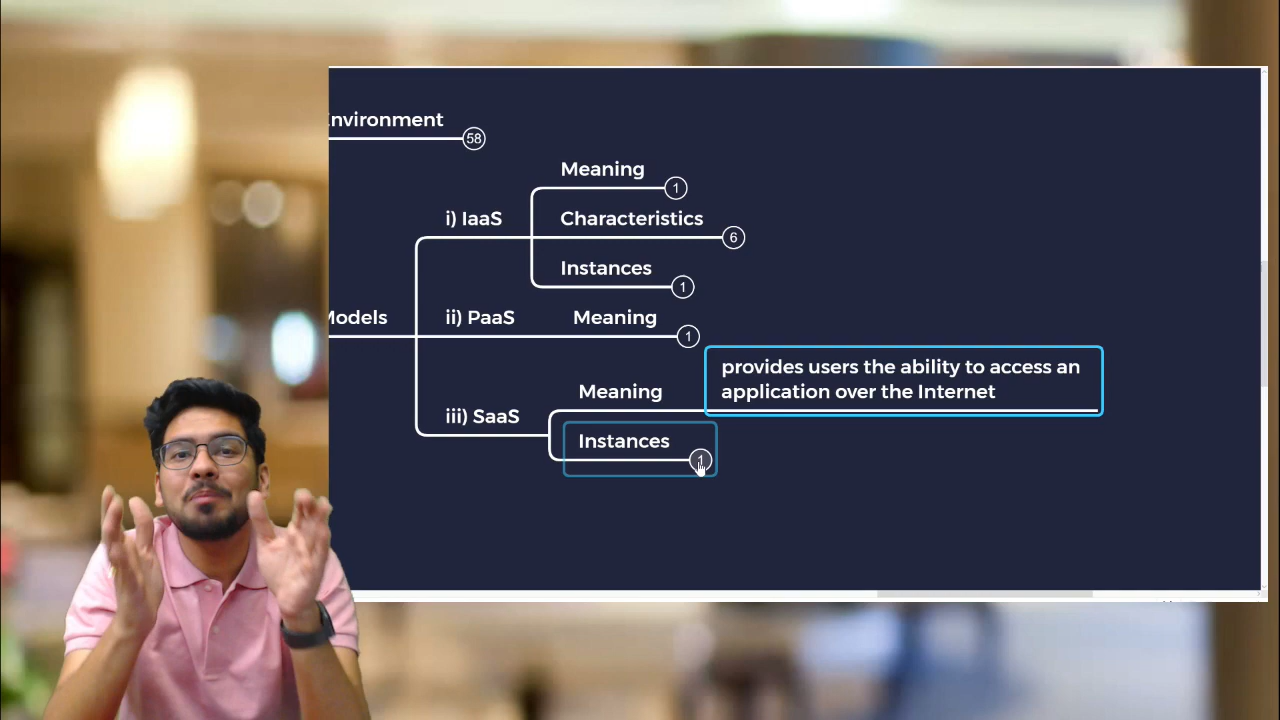 nvironment
58
Meaning
1
i) IaaS
Characteristics
6
Instances
1
Models
ii) PaaS
Meaning
1
provides users the ability to access an
application over the Internet
Meaning
iii) SaaS
Instances
1